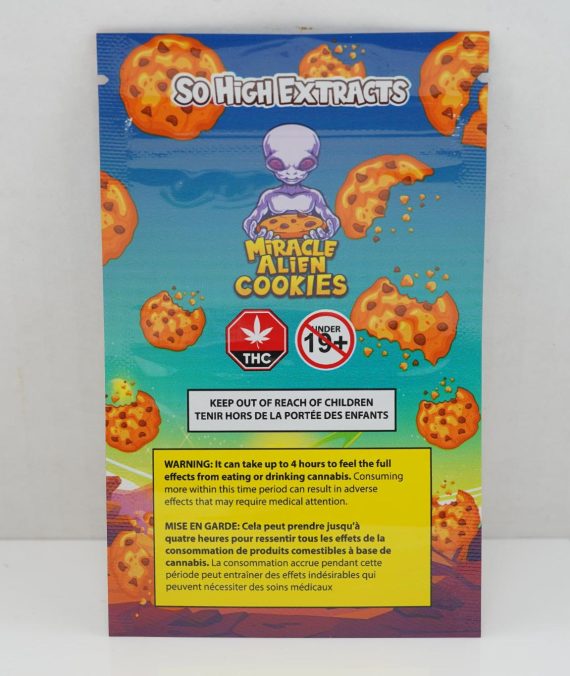 SO HIGH EXTRACTS
MIRACLE
ALIEN
COOKIES
THC
UNDER
19+
KEEP OUT OF REACH OF CHILDREN
TENIR HORS DE LA PORTÉE DES ENFANTS
WARNING: It can take up to 4 hours to feel the full
effects from eating or drinking cannabis. Consuming
more within this time period can result in adverse
effects that may require medical attention.
MISE EN GARDE: Cela peut prendre jusqu'à
quatre heures pour ressentir tous les effets de la
consommation de produits comestibles à base de
cannabis. La consommation accrue pendant cette
période peut entraîner des effets indésirables qui
peuvent nécessiter des soins médicaux